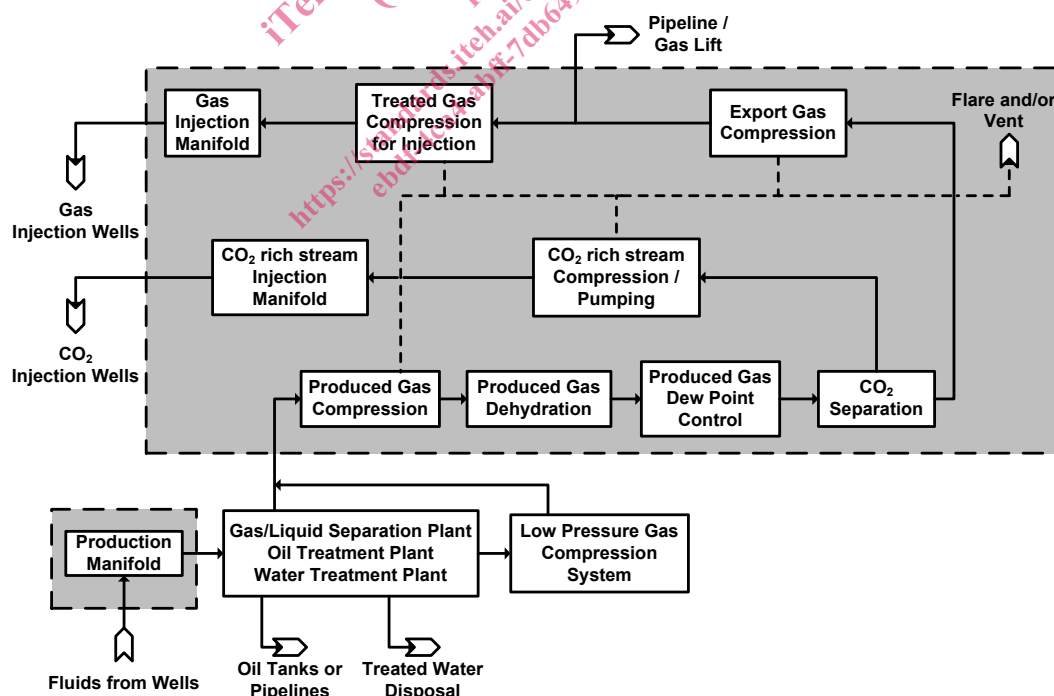 Pipeline /
Gas Lift
Flare and/or
Vent
Gas
Injection
Manifold
Treated Gas
Compression
for Injection
Export Gas
Compression
Gas
Injection Wells
CO₂ rich stream
Injection
Manifold
CO₂ rich stream
Compression /
Pumping
CO₂
Injection Wells
Produced Gas
Compression
Produced Gas
Dehydration
Produced Gas
Dew Point
Control
CO₂
Separation
Production
Manifold
Gas/Liquid Separation Plant
Oil Treatment Plant
Water Treatment Plant
Low Pressure Gas
Compression
System
Fluids from Wells
Oil Tanks or
Pipelines
Treated Water
Disposal